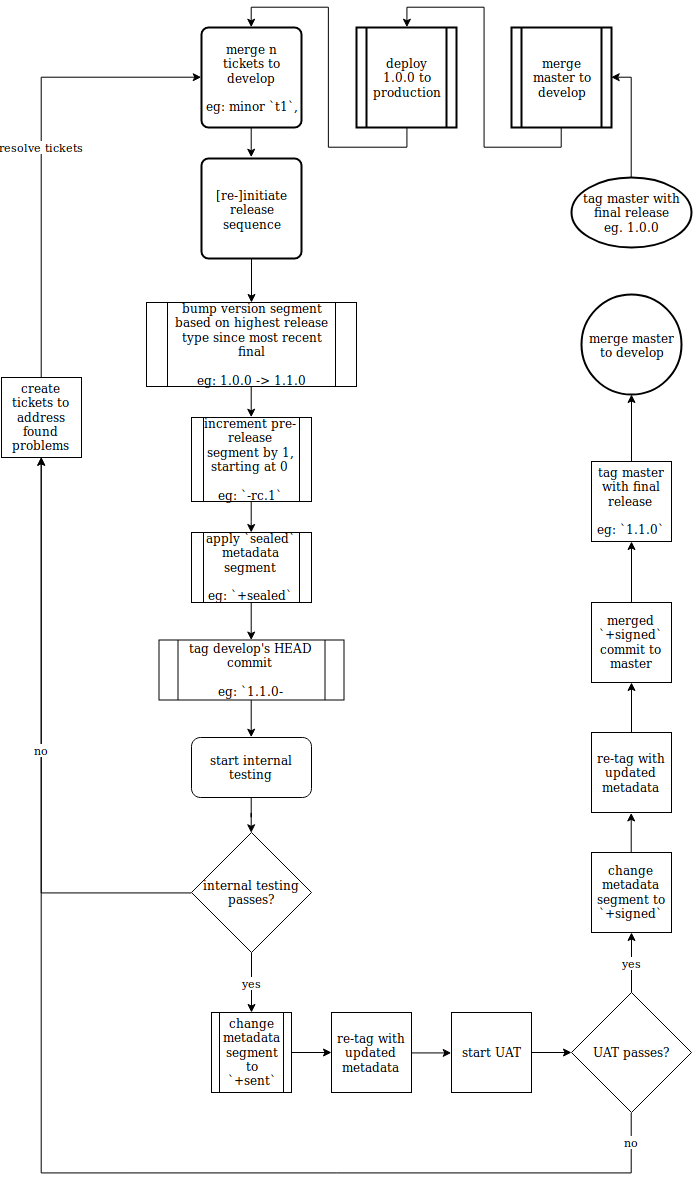 merge n
tickets to
develop
eg: minor `t1`,
deploy
1.0.0 to
production
merge
master to
develop
resolve tickets
tag master with
final release
eg. 1.0.0
[re-]initiate
release
sequence
bump version segment
based on highest release
type since most recent
final
eg: 1.0.0 -> 1.1.0
merge master
to develop
create
tickets to
address
found
problems
increment pre-
release
segment by 1,
starting at 0
eg: `-rc.1`
tag master
with final
release
eg: `1.1.0`
apply `sealed`
metadata
segment
eg: `+sealed`
tag develop's HEAD
commit
eg: `1.1.0-
merged
`+signed`
commit to
master
no
start internal
testing
re-tag with
updated
metadata
internal testing
passes?
change
metadata
segment to
`+signed`
yes
yes
change
metadata
segment
to
`+sent`
re-tag with
updated
metadata
start UAT
UAT passes?
no